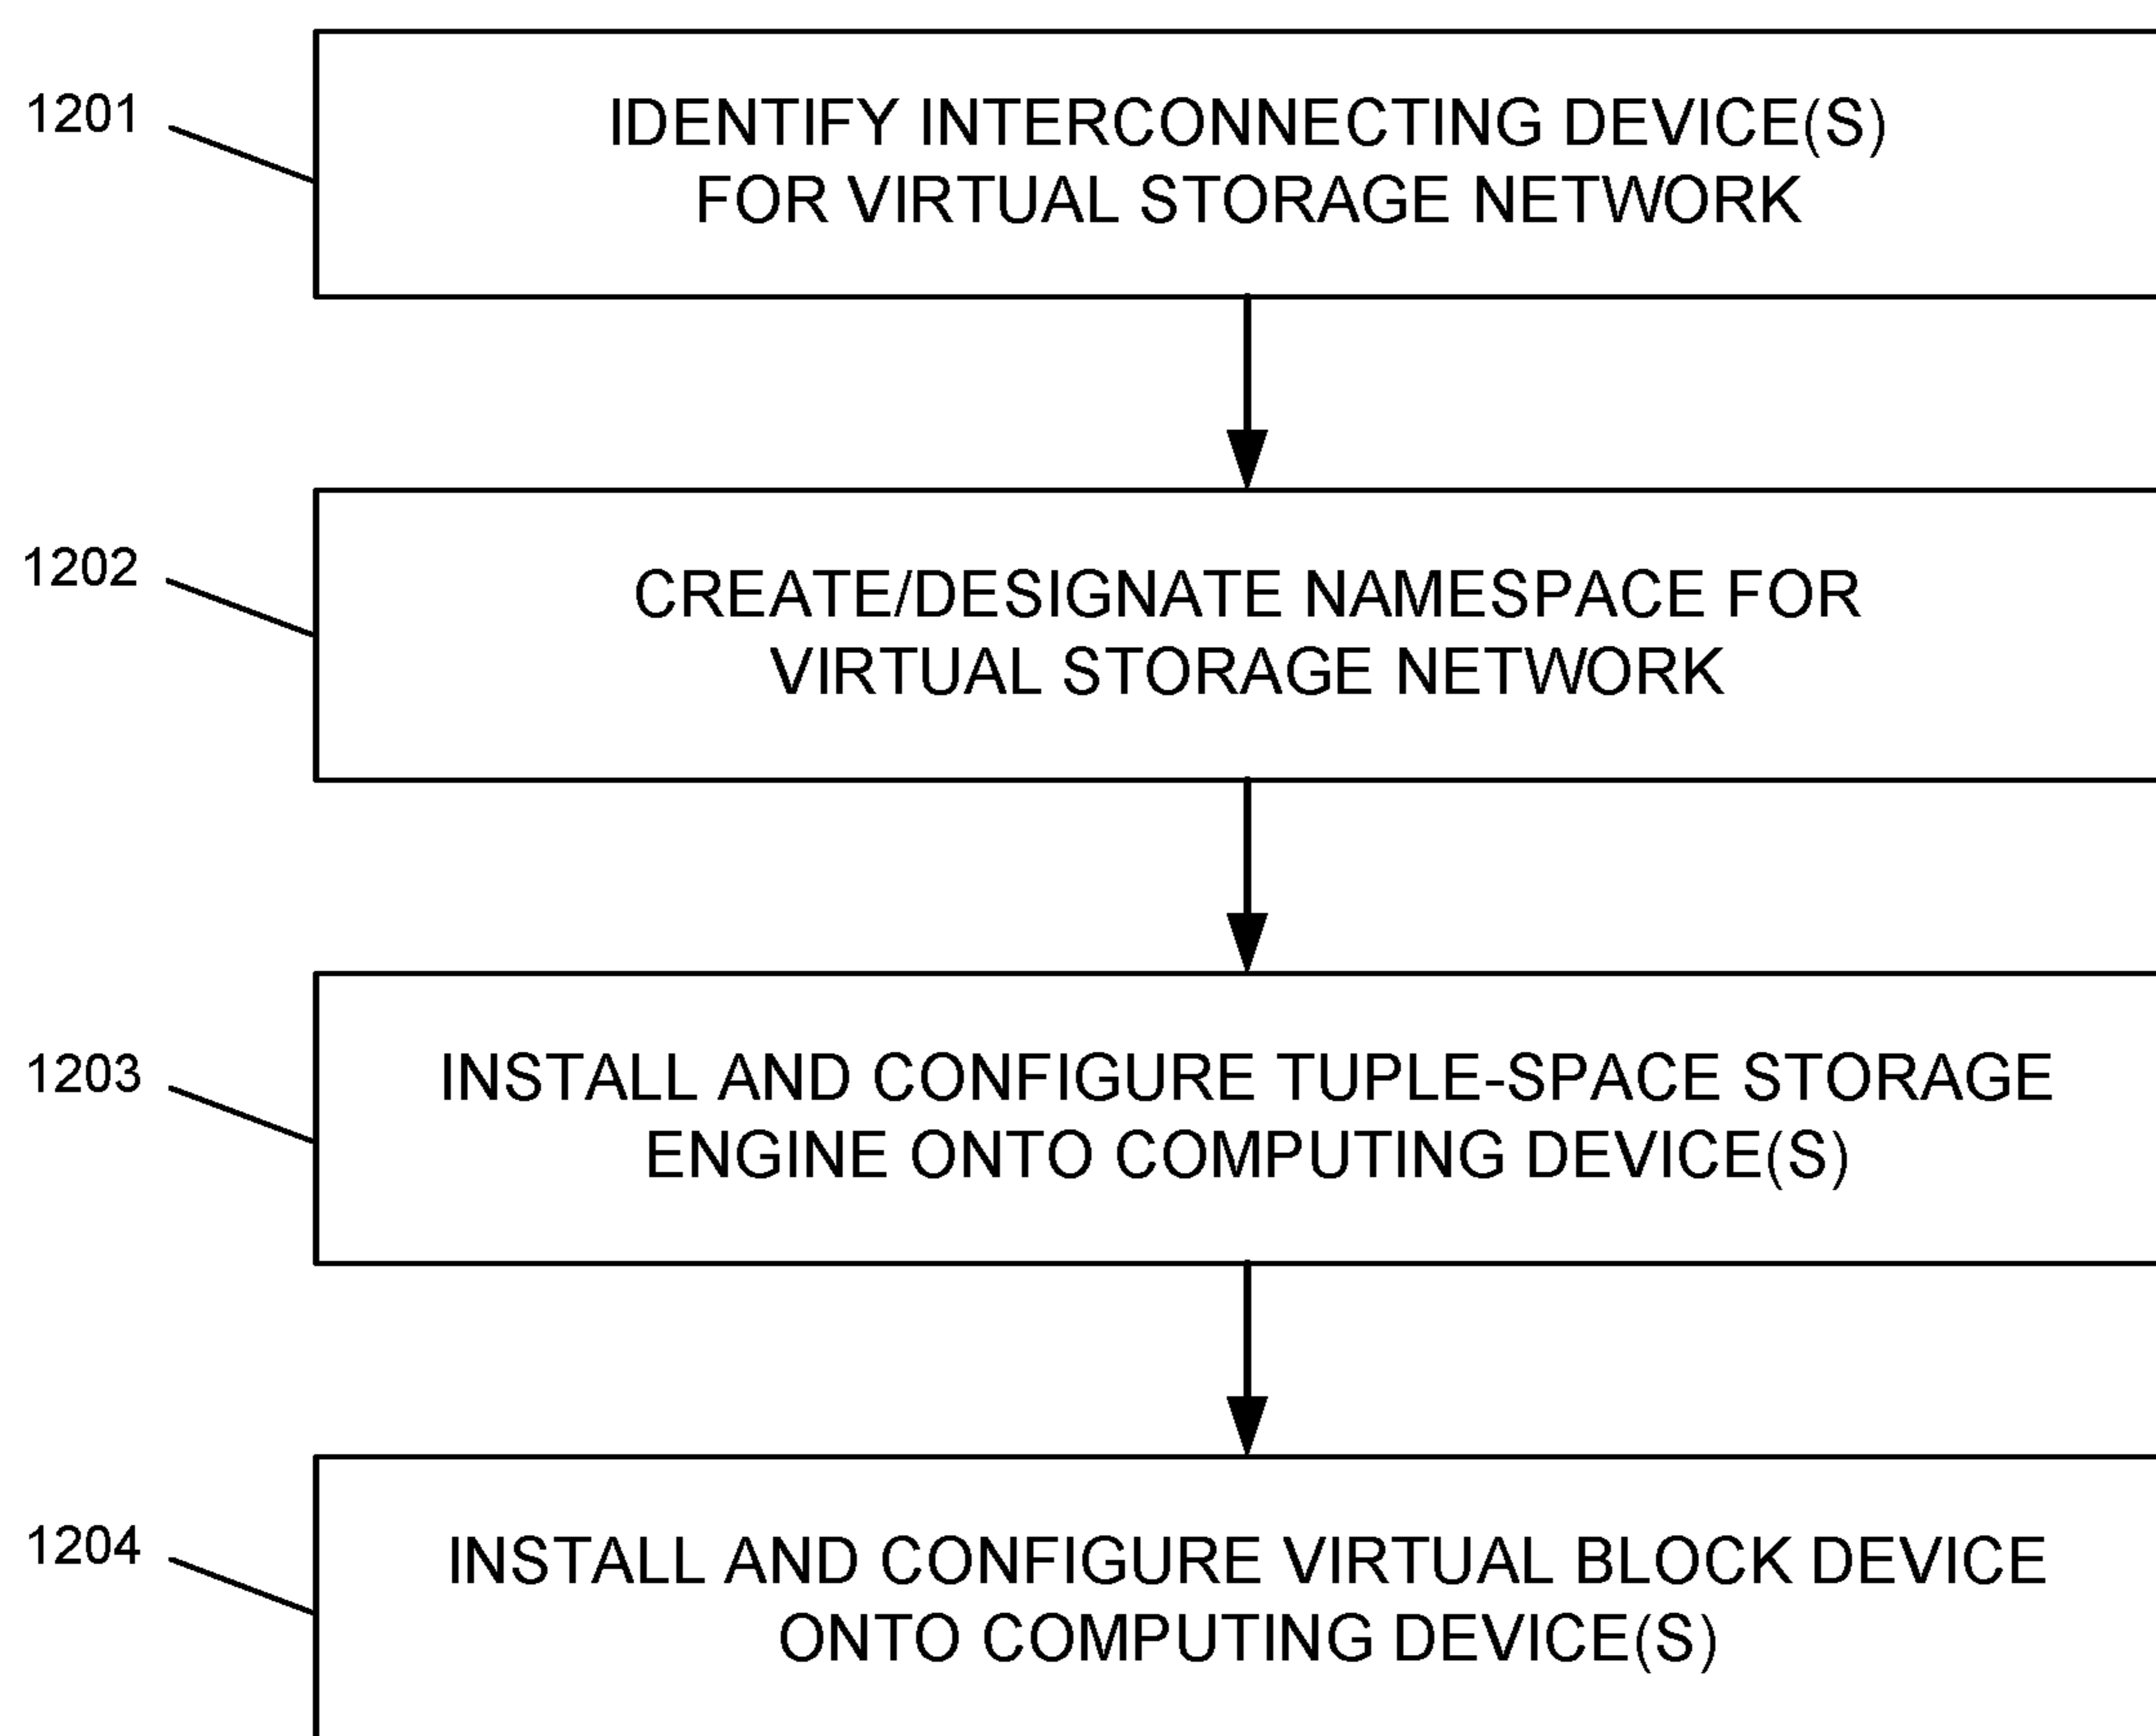 1201
IDENTIFY INTERCONNECTING DEVICE(S)
FOR VIRTUAL STORAGE NETWORK
1202
CREATE/DESIGNATE NAMESPACE FOR
VIRTUAL STORAGE NETWORK
1203
INSTALL AND CONFIGURE TUPLE-SPACE STORAGE
ENGINE ONTO COMPUTING DEVICE(S)
1204
INSTALL AND CONFIGURE VIRTUAL BLOCK DEVICE
ONTO COMPUTING DEVICE(S)